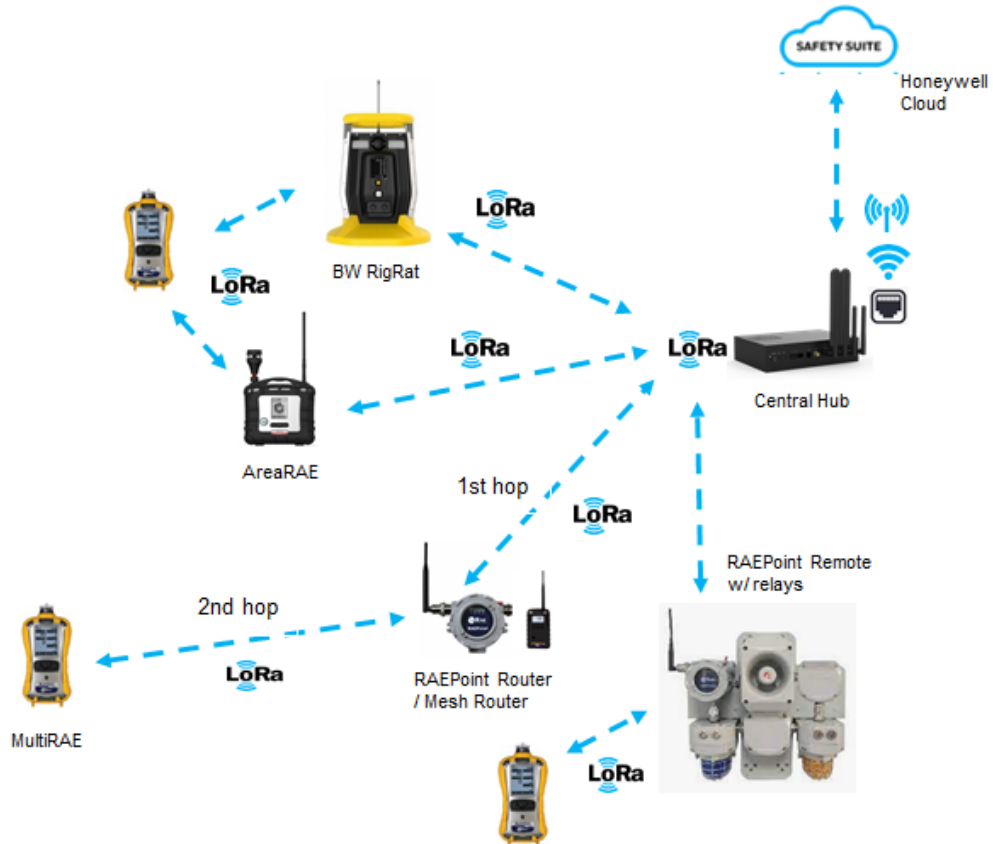 SAFETY SUITE
Honeywell
Cloud
LoRa
BW RigRat
LoRa
LoRa
LoRa
Central Hub
AreaRAE
1st hop
LoRa
RAEPoint Remote
w/ relays
2nd hop
LoRa
RAEPoint Router
/ Mesh Router
MultiRAE
LoRa